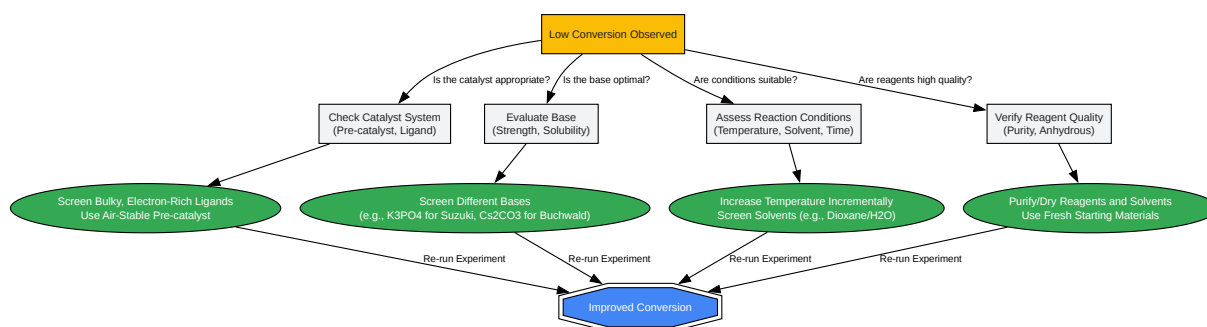 Low Conversion Observed
Is the catalyst appropriate?
Is the base optimal?
Are conditions suitable?
Are reagents high quality?
Check Catalyst System
(Pre-catalyst, Ligand)
Evaluate Base
(Strength, Solubility)
Assess Reaction Conditions
(Temperature, Solvent, Time)
Verify Reagent Quality
(Purity, Anhydrous)
Screen Bulky, Electron-Rich Ligands
Use Air-Stable Pre-catalyst
Screen Different Bases
(e.g., K3PO4 for Suzuki, Cs2CO3 for Buchwald)
Increase Temperature Incrementally
Screen Solvents (e.g., Dioxane/H2O)
Purify/Dry Reagents and Solvents
Use Fresh Starting Materials
Re-run Experiment
Re-run Experiment
Re-run Experiment
Re-run Experiment
Improved Conversion